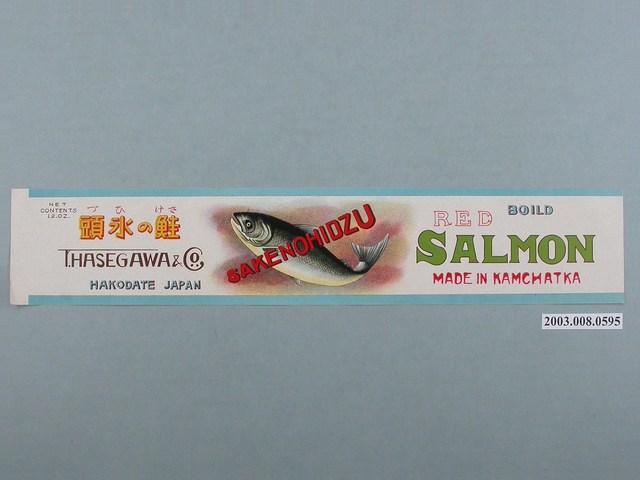 NET
CONTENTS
12.OZ.
づひ けさ
頭氷の鮭
T.HASEGAWA & Co.
HAKODATE JAPAN
SAKENOHIDZU
RED BOILD
SALMON
MADE IN KAMCHATKA
2003.008.0595